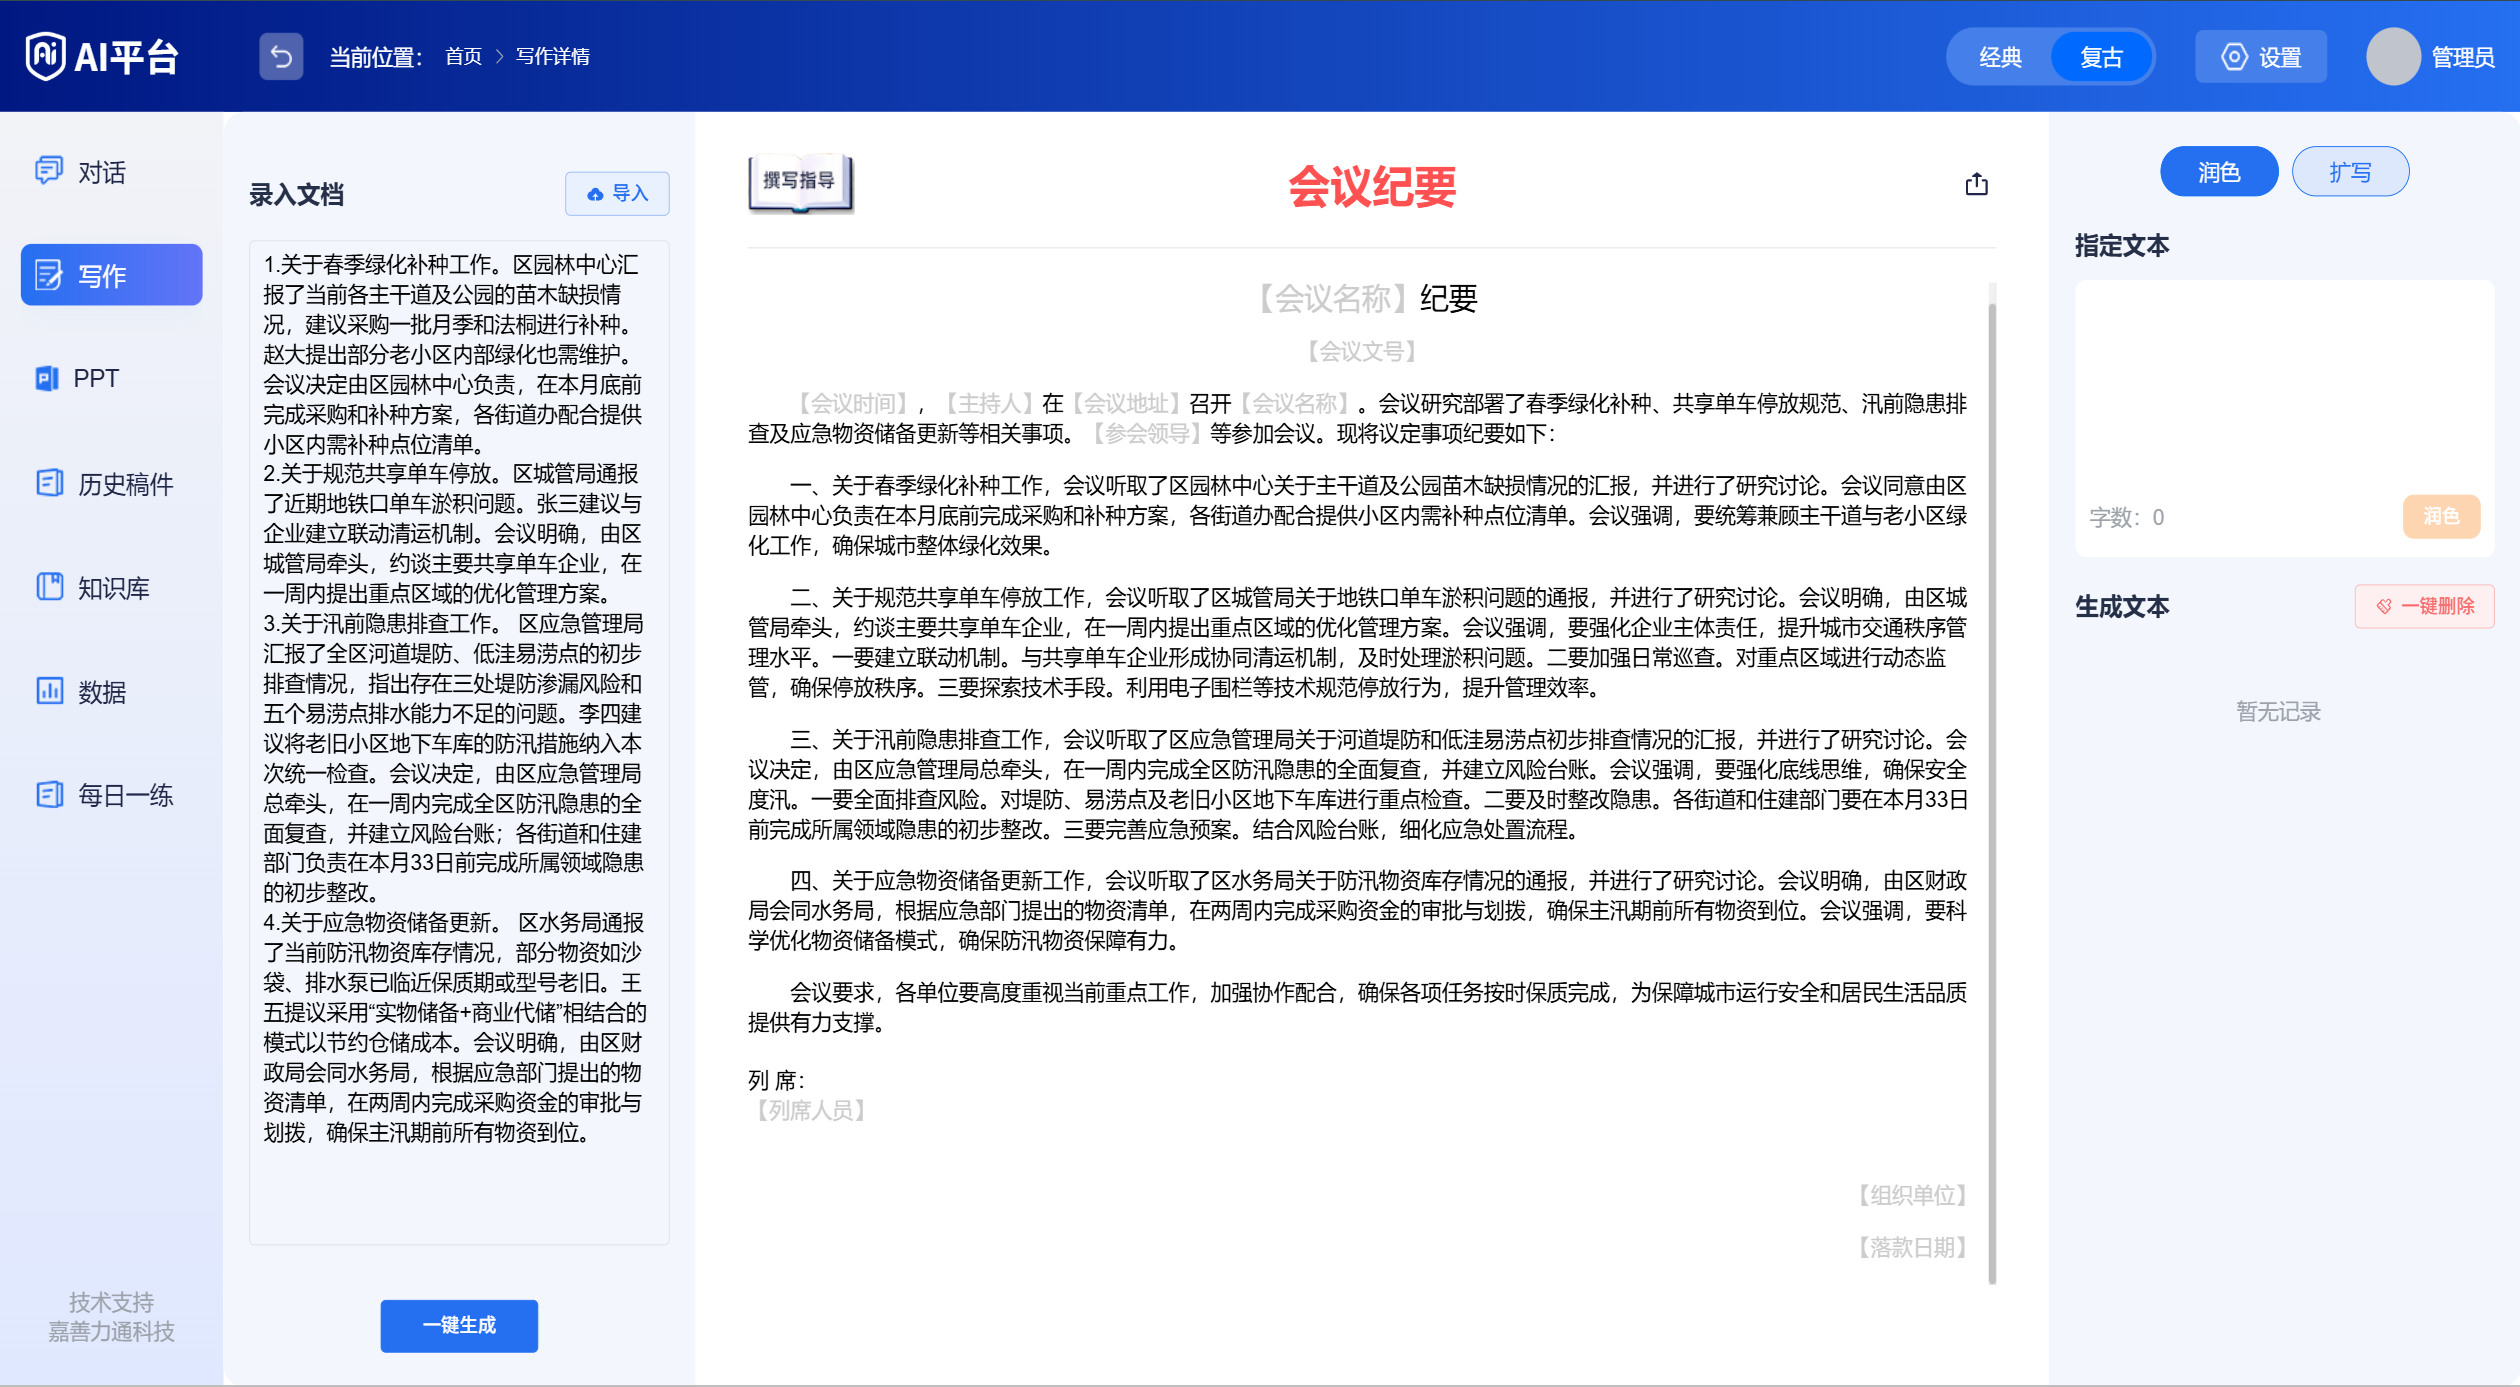 AI平台
当前位置： 首页 > 写作详情
经典
复古
设置
管理员
对话
写作
PPT
历史稿件
知识库
数据
每日一练
技术支持
嘉善力通科技
录入文档
导入
1.关于春季绿化补种工作。区园林中心汇
报了当前各主干道及公园的苗木缺损情
况，建议采购一批月季和法桐进行补种。
赵大提出部分老小区内部绿化也需维护。
会议决定由区园林中心负责，在本月底前
完成采购和补种方案，各街道办配合提供
小区内需补种点位清单。
2.关于规范共享单车停放。区城管局通报
了近期地铁口单车淤积问题。张三建议与
企业建立联动清运机制。会议明确，由区
城管局牵头，约谈主要共享单车企业，在
一周内提出重点区域的优化管理方案。
3.关于汛前隐患排查工作。 区应急管理局
汇报了全区河道堤防、低洼易涝点的初步
排查情况，指出存在三处堤防渗漏风险和
五个易涝点排水能力不足的问题。李四建
议将老旧小区地下车库的防汛措施纳入本
次统一检查。会议决定，由区应急管理局
总牵头，在一周内完成全区防汛隐患的全
面复查，并建立风险台账；各街道和住建
部门负责在本月33日前完成所属领域隐患
的初步整改。
4.关于应急物资储备更新。 区水务局通报
了当前防汛物资库存情况，部分物资如沙
袋、排水泵已临近保质期或型号老旧。王
五提议采用“实物储备+商业代储”相结合的
模式以节约仓储成本。会议明确，由区财
政局会同水务局，根据应急部门提出的物
资清单，在两周内完成采购资金的审批与
划拨，确保主汛期前所有物资到位。
一键生成
撰写指导
会议纪要
【会议名称】纪要
【会议文号】
【会议时间】，【主持人】在【会议地址】召开【会议名称】。会议研究部署了春季绿化补种、共享单车停放规范、汛前隐患排
查及应急物资储备更新等相关事项。【参会领导】等参加会议。现将议定事项纪要如下：
一、关于春季绿化补种工作，会议听取了区园林中心关于主干道及公园苗木缺损情况的汇报，并进行了研究讨论。会议同意由区
园林中心负责在本月底前完成采购和补种方案，各街道办配合提供小区内需补种点位清单。会议强调，要统筹兼顾主干道与老小区绿
化工作，确保城市整体绿化效果。
二、关于规范共享单车停放工作，会议听取了区城管局关于地铁口单车淤积问题的通报，并进行了研究讨论。会议明确，由区城
管局牵头，约谈主要共享单车企业，在一周内提出重点区域的优化管理方案。会议强调，要强化企业主体责任，提升城市交通秩序管
理水平。一要建立联动机制。与共享单车企业形成协同清运机制，及时处理淤积问题。二要加强日常巡查。对重点区域进行动态监
管，确保停放秩序。三要探索技术手段。利用电子围栏等技术规范停放行为，提升管理效率。
三、关于汛前隐患排查工作，会议听取了区应急管理局关于河道堤防和低洼易涝点初步排查情况的汇报，并进行了研究讨论。会
议决定，由区应急管理局总牵头，在一周内完成全区防汛隐患的全面复查，并建立风险台账。会议强调，要强化底线思维，确保安全
度汛。一要全面排查风险。对堤防、易涝点及老旧小区地下车库进行重点检查。二要及时整改隐患。各街道和住建部门要在本月33日
前完成所属领域隐患的初步整改。三要完善应急预案。结合风险台账，细化应急处置流程。
四、关于应急物资储备更新工作，会议听取了区水务局关于防汛物资库存情况的通报，并进行了研究讨论。会议明确，由区财政
局会同水务局，根据应急部门提出的物资清单，在两周内完成采购资金的审批与划拨，确保主汛期前所有物资到位。会议强调，要科
学优化物资储备模式，确保防汛物资保障有力。
会议要求，各单位要高度重视当前重点工作，加强协作配合，确保各项任务按时保质完成，为保障城市运行安全和居民生活品质
提供有力支撑。
列 席：
【列席人员】
【组织单位】
【落款日期】
润色
扩写
指定文本
字数：0
润色
生成文本
一键删除
暂无记录